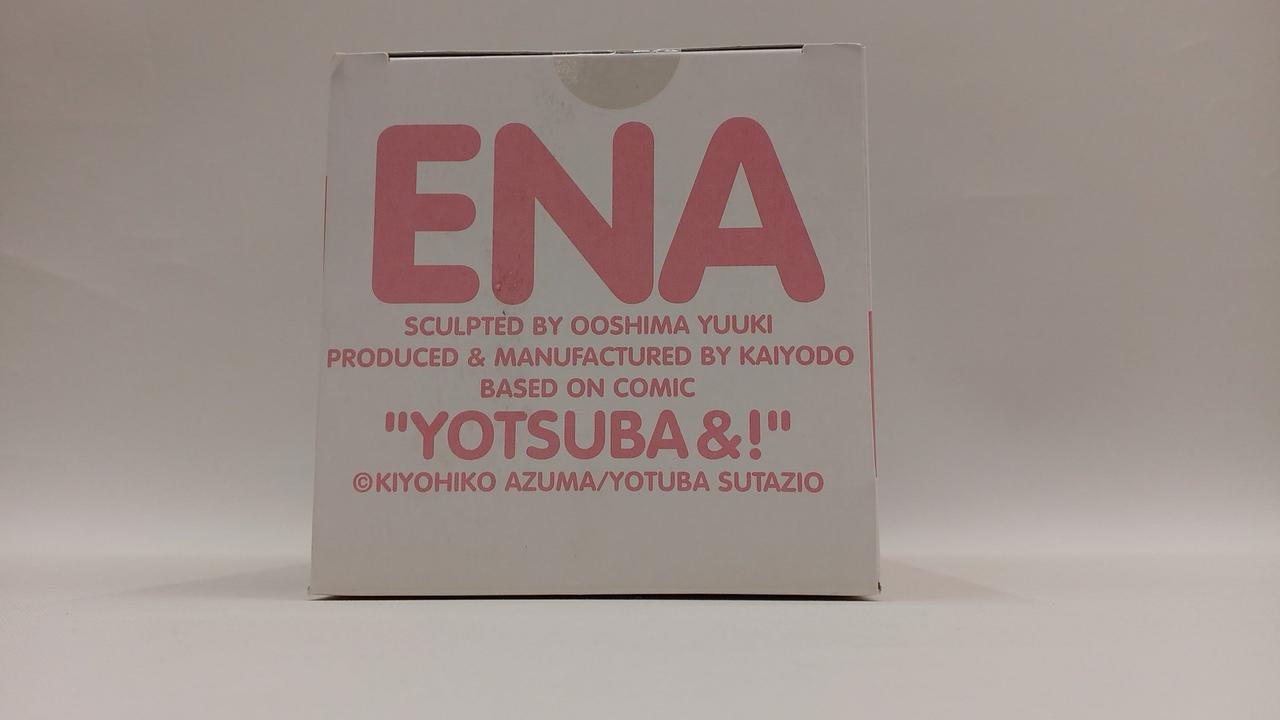 ENA
SCULPTED BY OOSHIMA YUUKI
PRODUCED & MANUFACTURED BY KAIYODO
BASED ON COMIC
"YOTSUBA&!"
©KIYOHIKO AZUMA/YOTUBA SUTAZIO